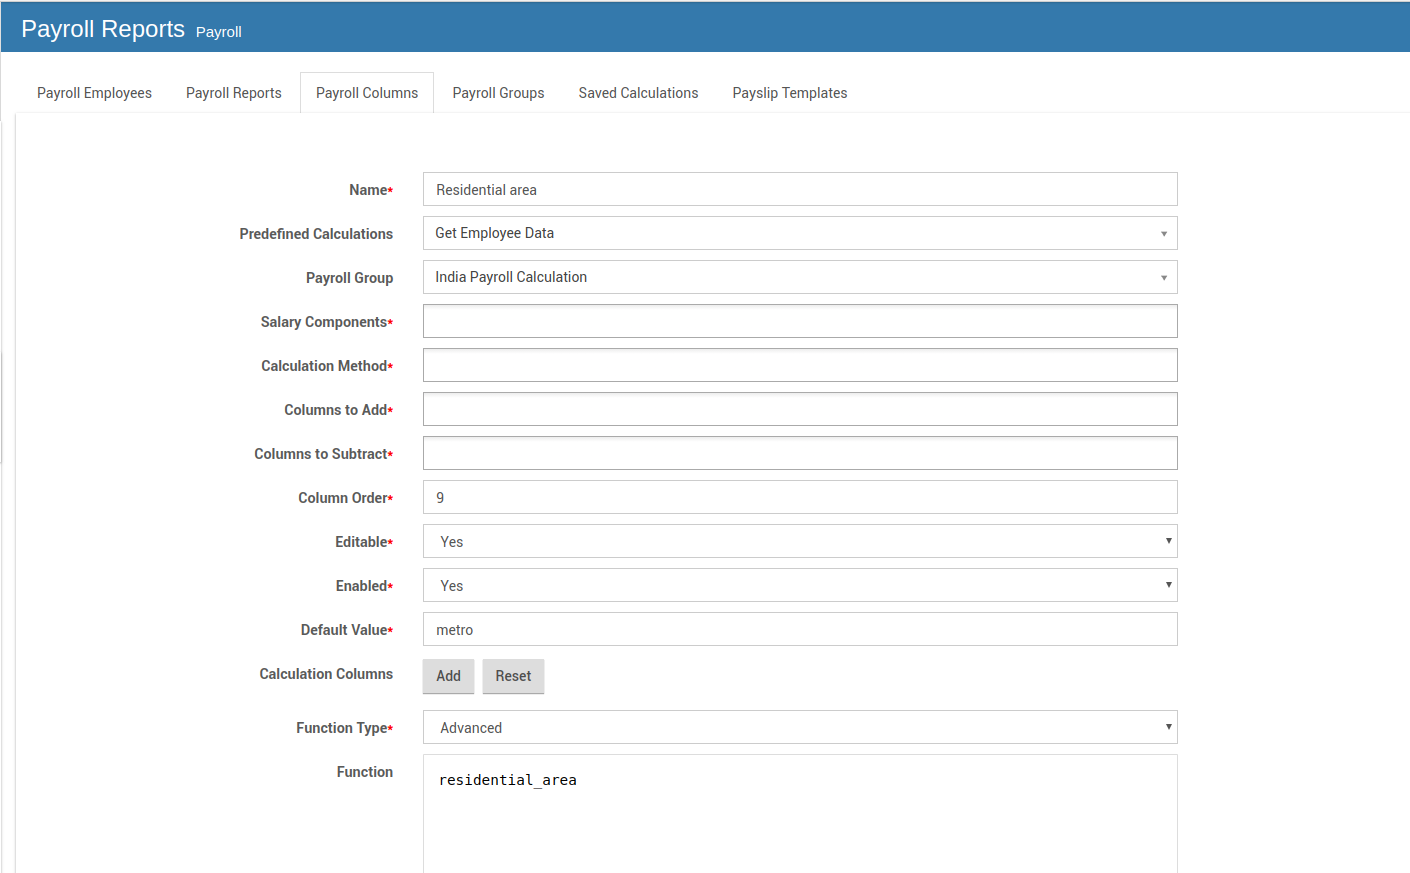 Payroll Reports Payroll
Payroll Employees Payroll Reports Payroll Columns Payroll Groups Saved Calculations Payslip Templates
Name* Residential area
Predefined Calculations Get Employee Data
Payroll Group India Payroll Calculation
Salary Components*
Calculation Method*
Columns to Add*
Columns to Subtract*
Column Order* 9
Editable* Yes
Enabled* Yes
Default Value* metro
Calculation Columns Add Reset
Function Type* Advanced
Function residential_area